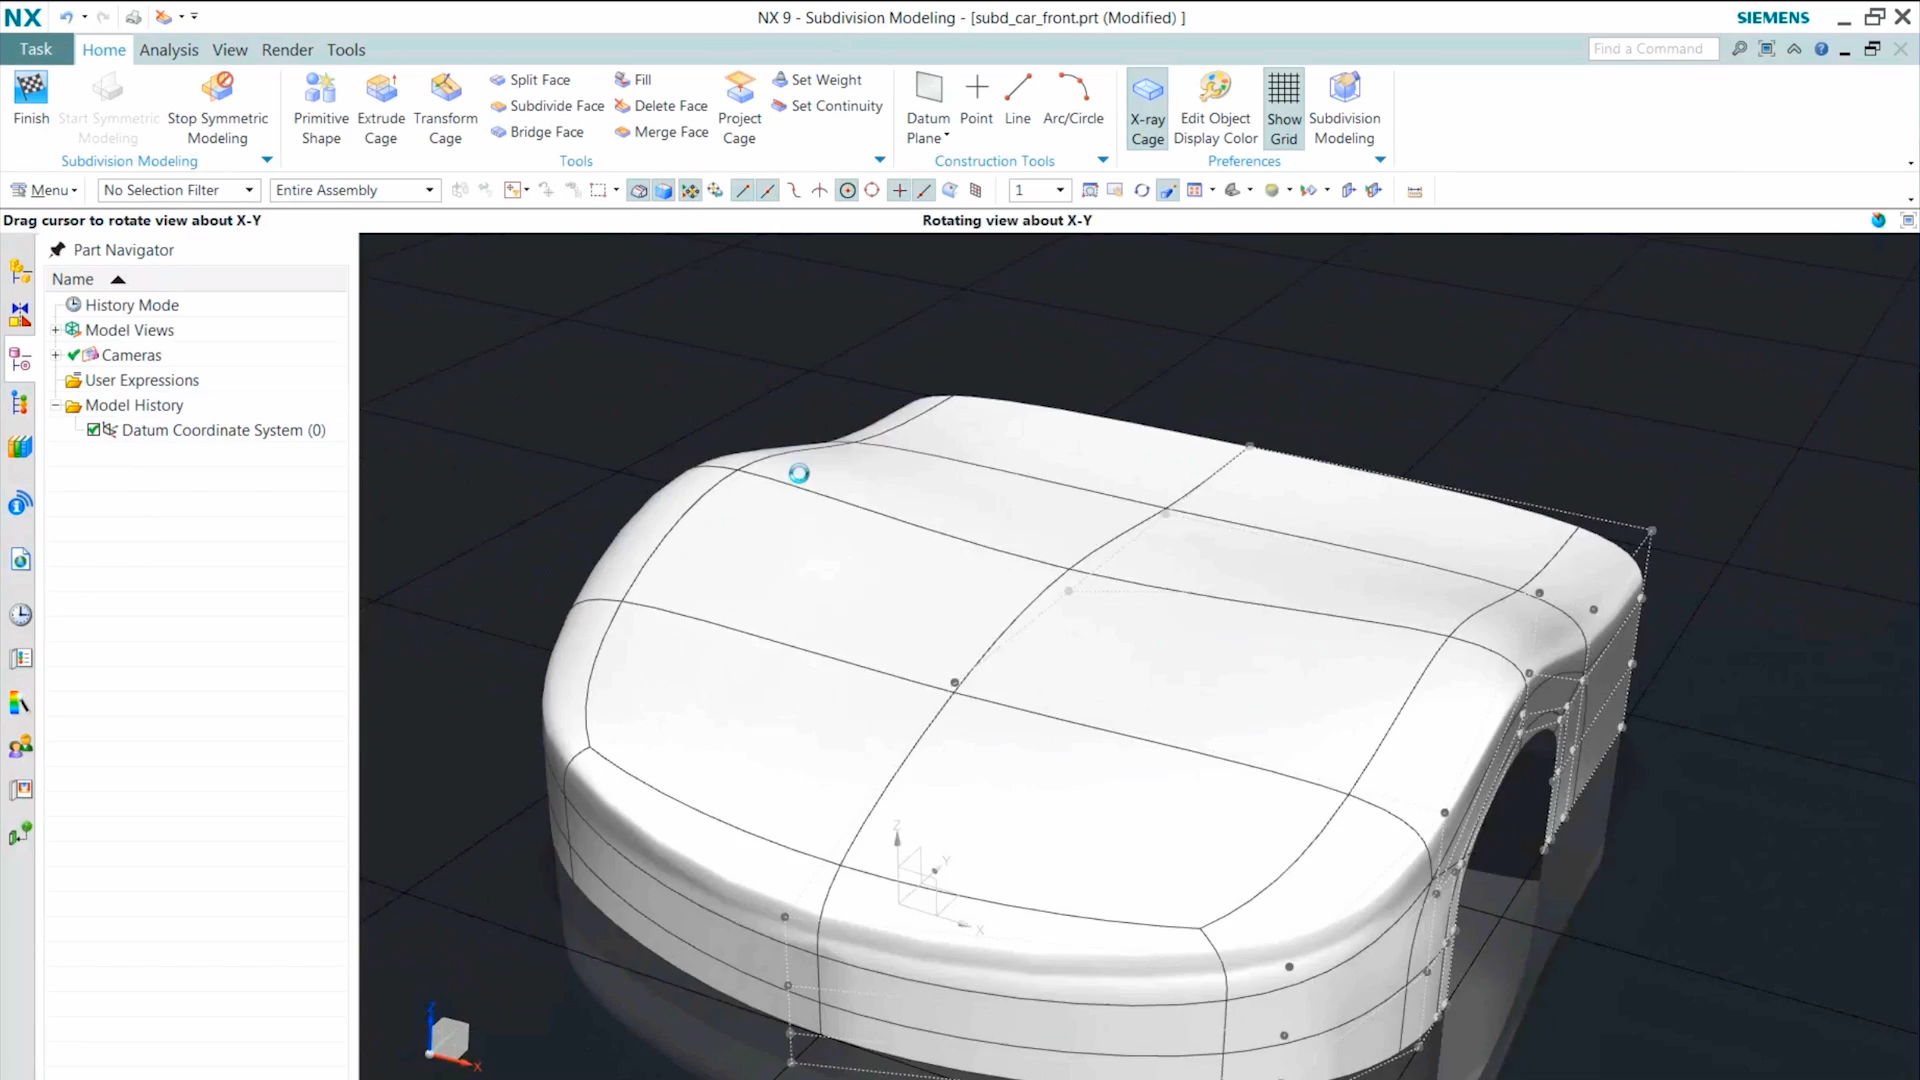 NX
NX 9 - Subdivision Modeling - [subd_car_front.prt (Modified) ]
SIEMENS
Task
Home
Analysis
View
Render
Tools
Find a Command
Finish
Start Symmetric
Modeling
Stop Symmetric
Modeling
Subdivision Modeling
Primitive
Shape
Extrude
Cage
Transform
Cage
Split Face
Subdivide Face
Bridge Face
Fill
Delete Face
Merge Face
Project
Cage
Set Weight
Set Continuity
Tools
Datum
Plane
Point
Line
Arc/Circle
Construction Tools
X-ray
Cage
Edit Object
Display Color
Show
Grid
Subdivision
Modeling
Preferences
Menu
No Selection Filter
Entire Assembly
1
Drag cursor to rotate view about X-Y
Rotating view about X-Y
Part Navigator
Name
History Mode
Model Views
Cameras
User Expressions
Model History
Datum Coordinate System (0)
Z
Y
X
Z
X